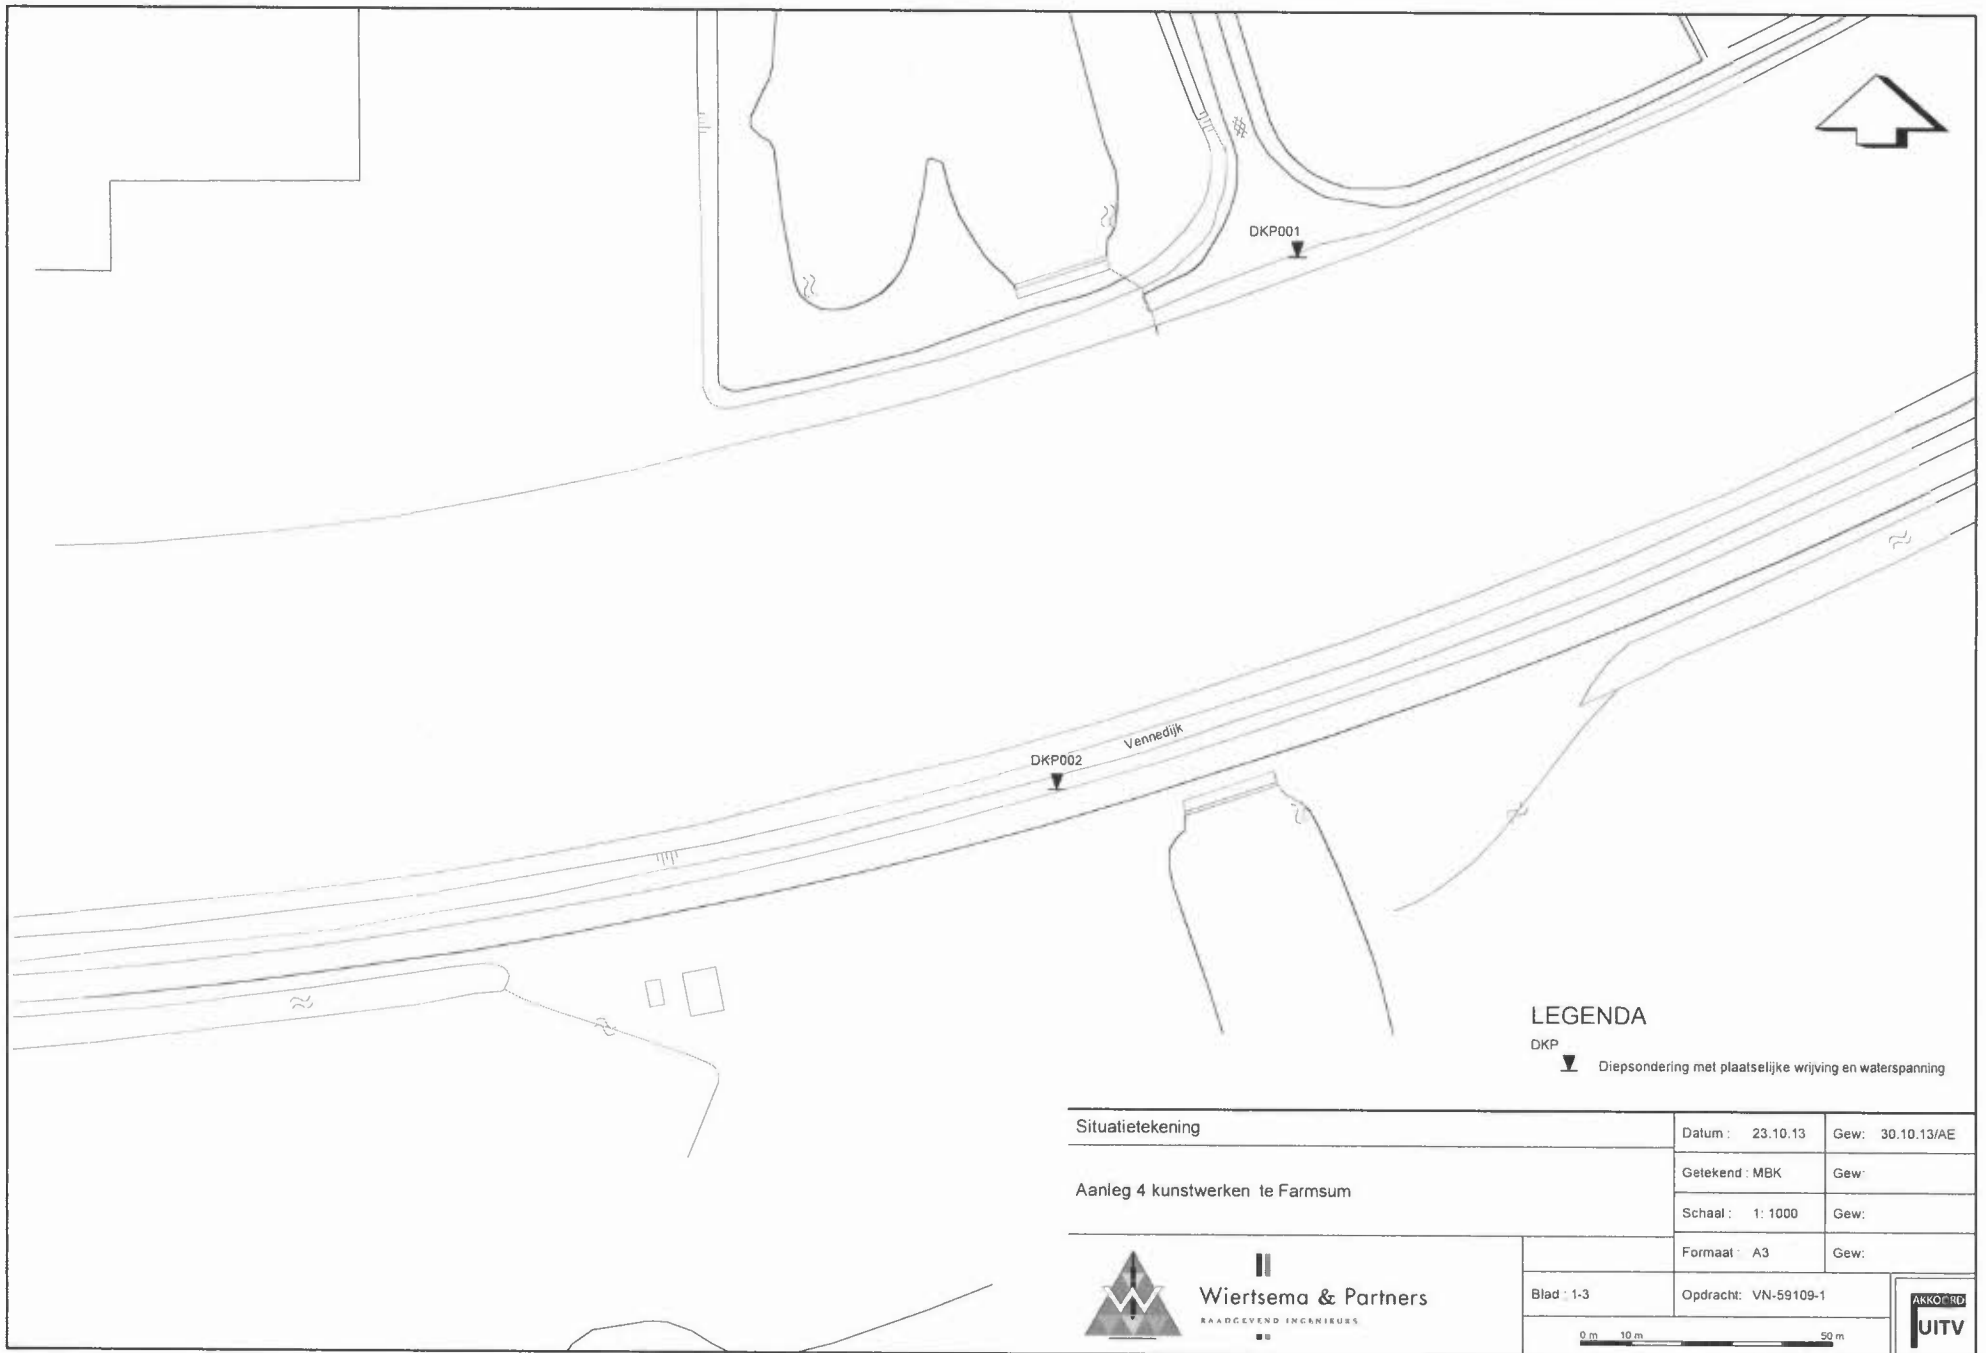 DKP001
Vennedijk
DKP002
LEGENDA
DKP
Diepsondering met plaatselijke wrijving en waterspanning
Situatietekening
Aanleg 4 kunstwerken te Farmsum
Datum : 23.10.13
Gew: 30.10.13/AE
Getekend : MBK
Gew:
Schaal : 1: 1000
Gew:
Formaat : A3
Gew:
Wiertsema & Partners
RAADGEVEND INGENIEURS
Blad : 1-3
Opdracht: VN-59109-1
0 m 10 m 50 m
AKKOORD
UITV